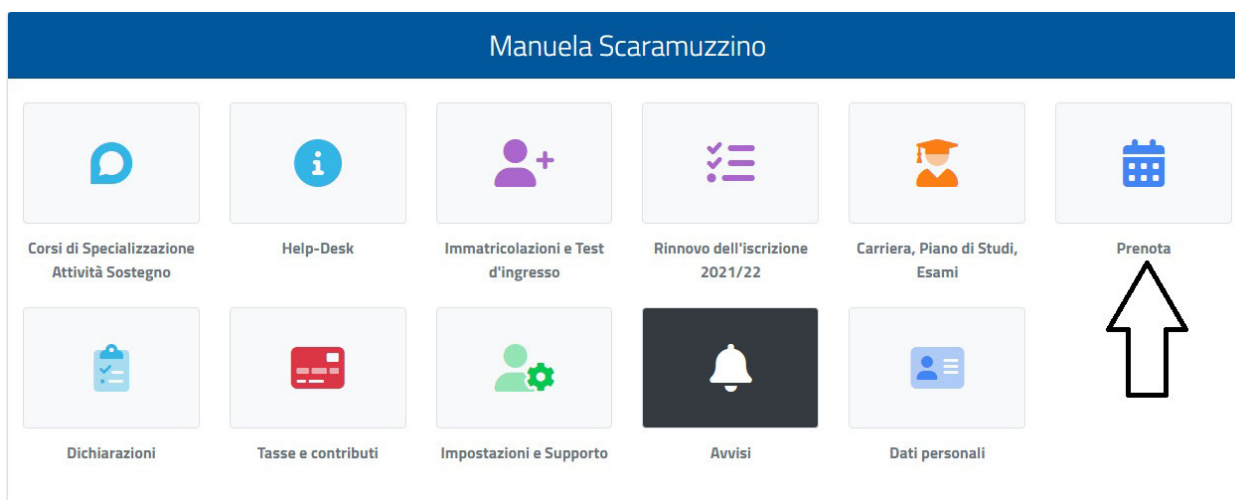 Manuela Scaramuzzino
Corsi di Specializzazione
Attività Sostegno
Help-Desk
Immatricolazioni e Test
d'ingresso
Rinnovo dell'iscrizione
2021/22
Carriera, Piano di Studi,
Esami
Prenota
Dichiarazioni
Tasse e contributi
Impostazioni e Supporto
Avvisi
Dati personali